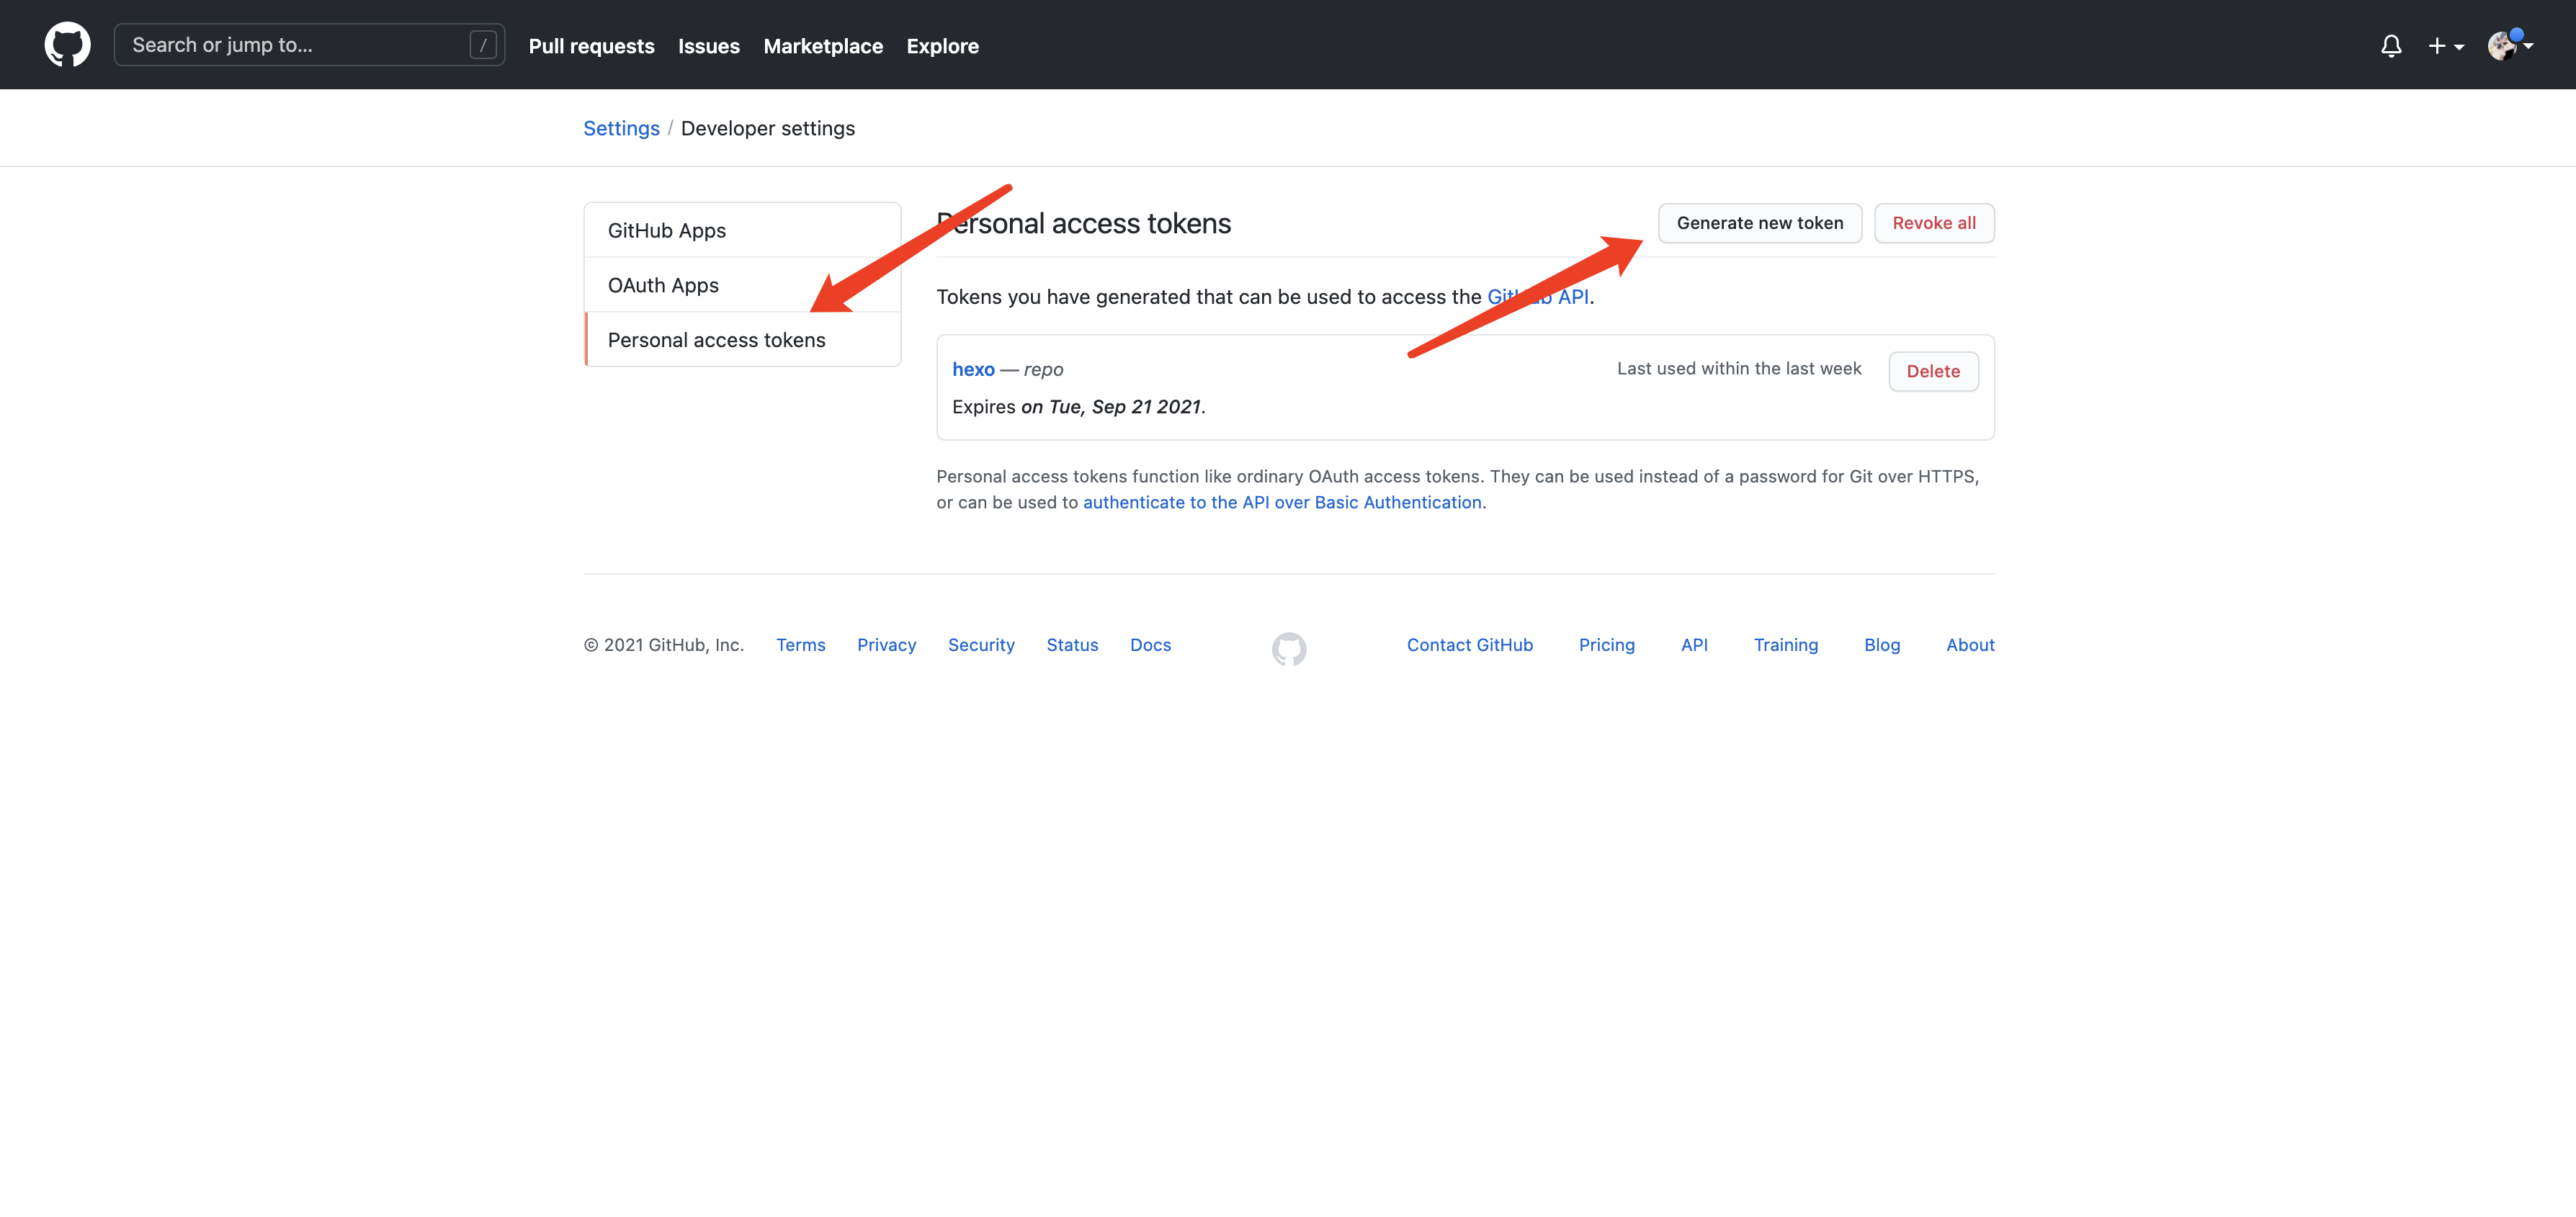 Search or jump to... /
Pull requests Issues Marketplace Explore
Settings / Developer settings
GitHub Apps
OAuth Apps
Personal access tokens
Personal access tokens
Generate new token Revoke all
Tokens you have generated that can be used to access the GitHub API.
hexo — repo
Last used within the last week
Delete
Expires on Tue, Sep 21 2021.
Personal access tokens function like ordinary OAuth access tokens. They can be used instead of a password for Git over HTTPS,
or can be used to authenticate to the API over Basic Authentication.
© 2021 GitHub, Inc. Terms Privacy Security Status Docs Contact GitHub Pricing API Training Blog About